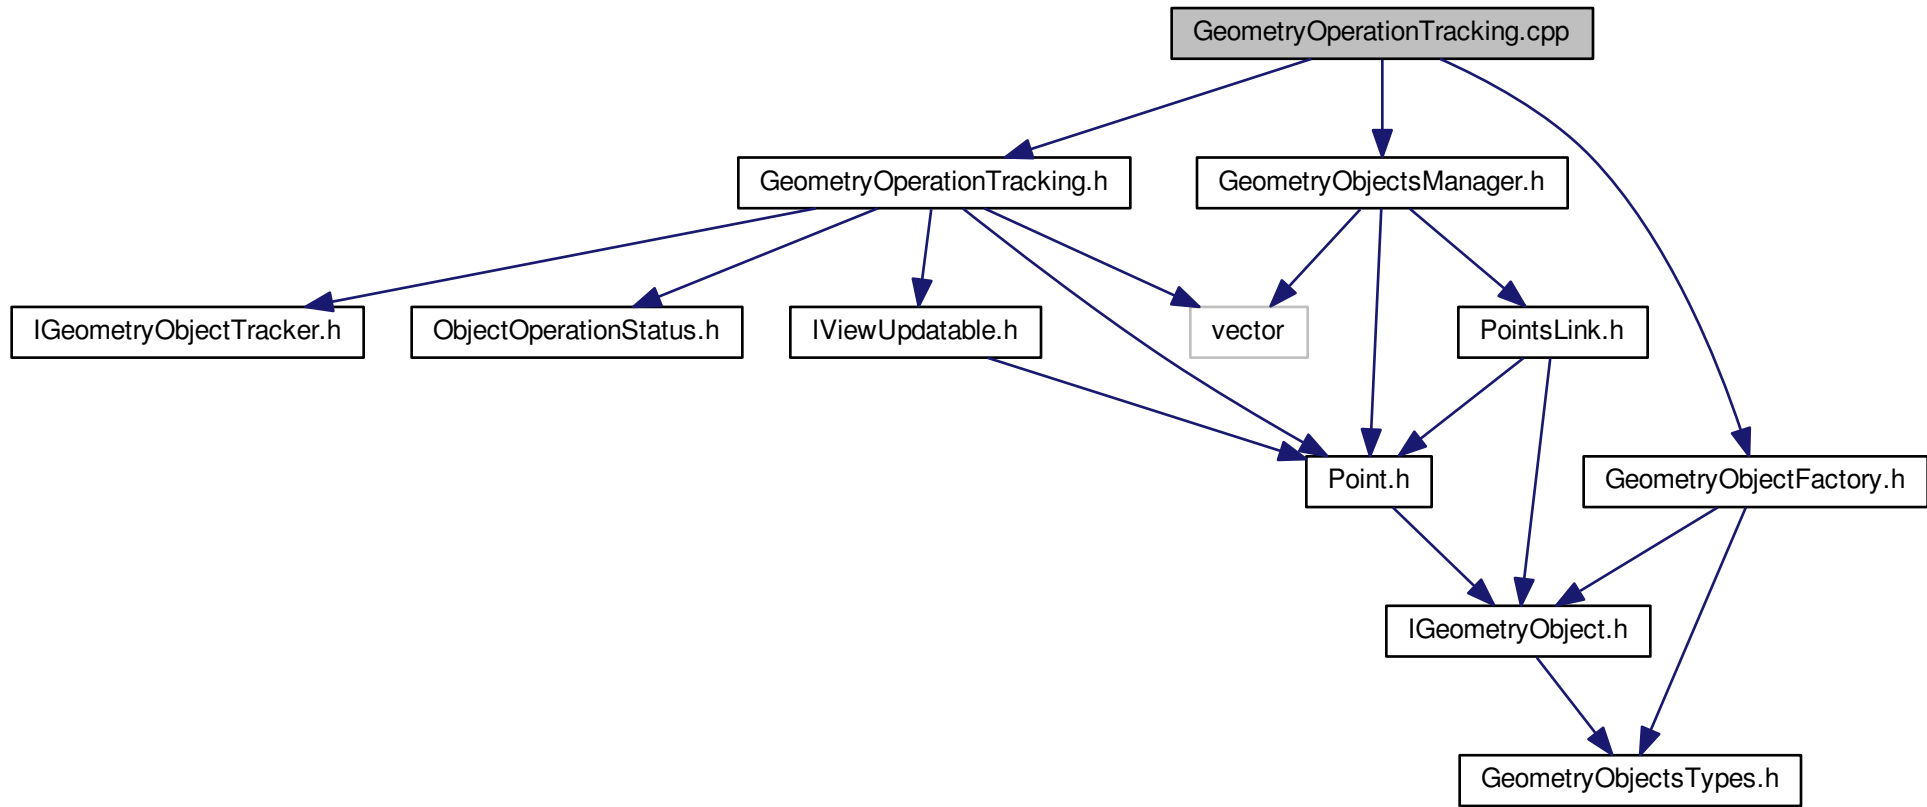 GeometryOperationTracking.cpp
GeometryOperationTracking.h
GeometryObjectsManager.h
IGeometryObjectTracker.h
ObjectOperationStatus.h
IViewUpdatable.h
vector
PointsLink.h
Point.h
GeometryObjectFactory.h
IGeometryObject.h
GeometryObjectsTypes.h